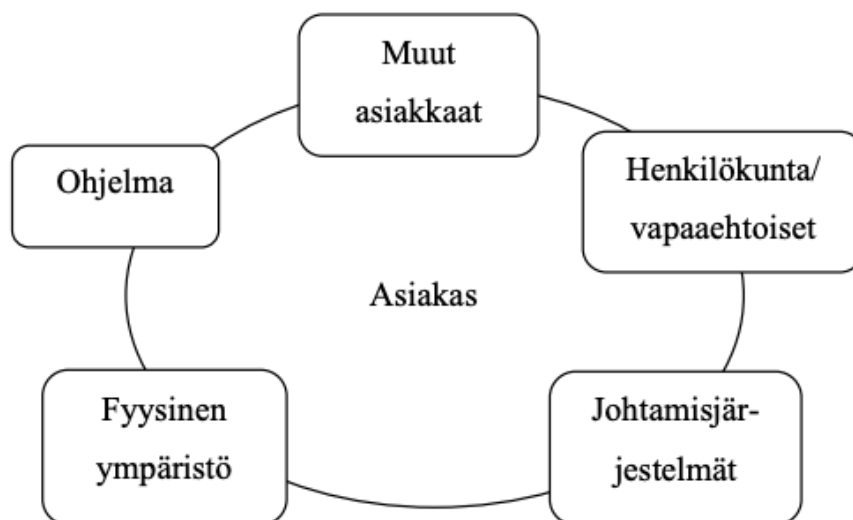 Muut
asiakkaat
Ohjelma
Henkilökunta/
vapaaehtoiset
Asiakas
Fyysinen
ympäristö
Johtamisjär-
jestelmät